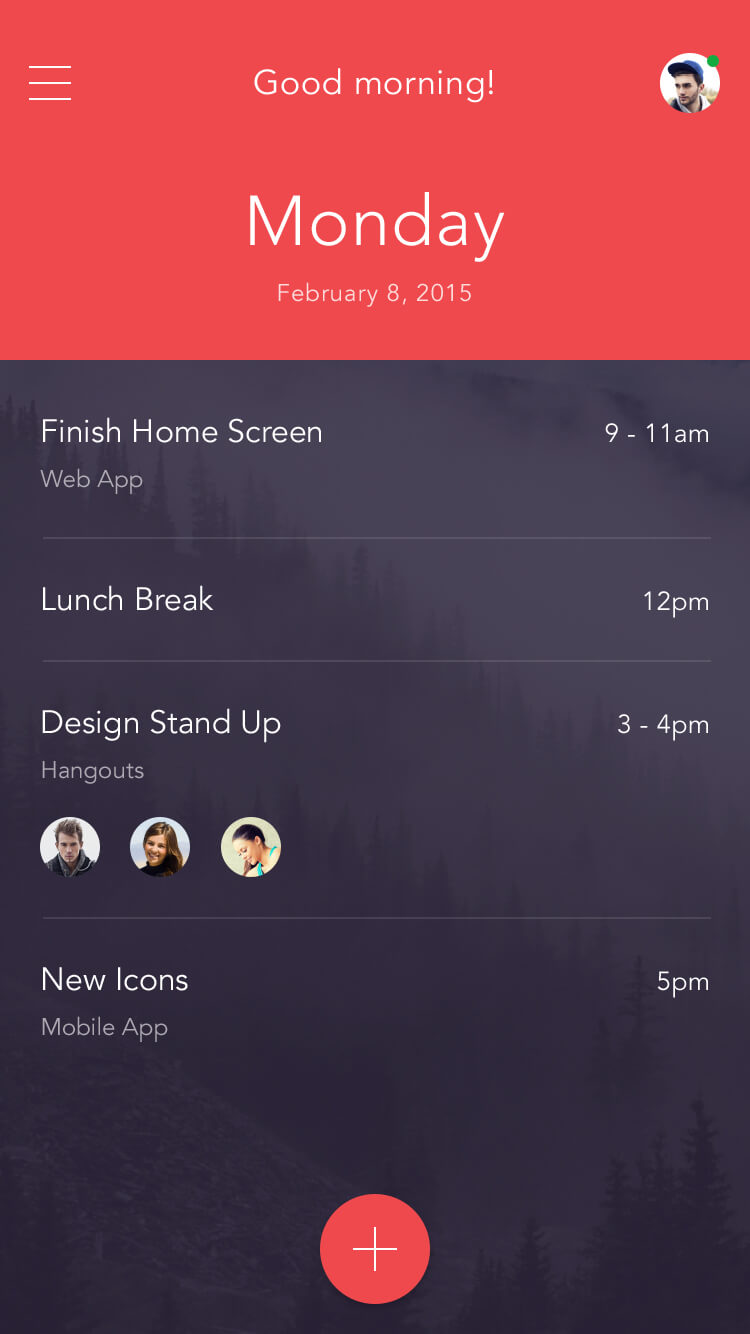 Good morning!
Monday
February 8, 2015
Finish Home Screen 9 - 11am
Web App
Lunch Break 12pm
Design Stand Up 3 - 4pm
Hangouts
New Icons 5pm
Mobile App